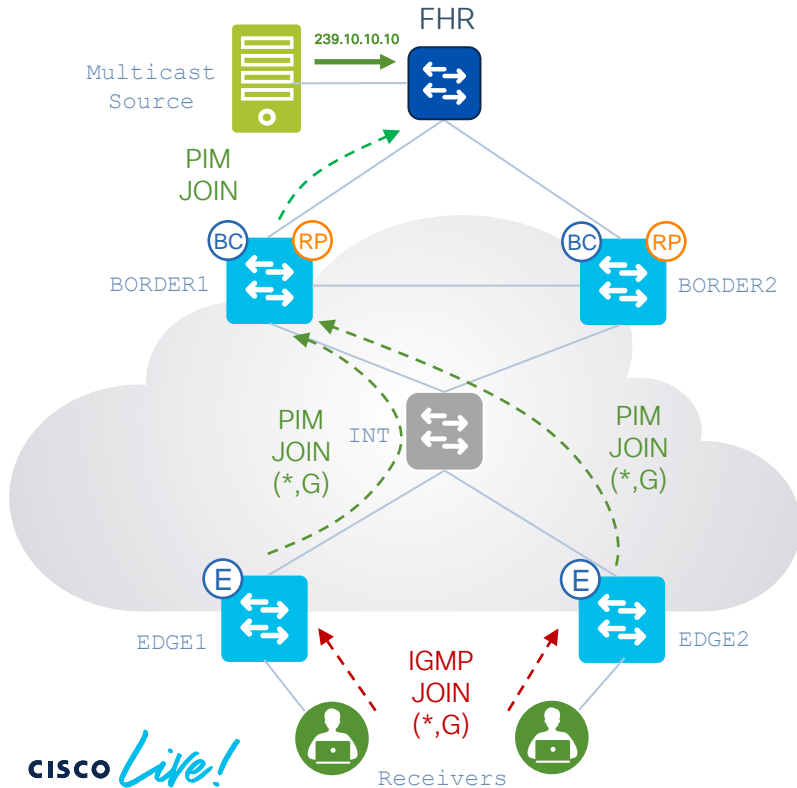 FHR
239.10.10.10
Multicast
Source
PIM
JOIN
BC
RP
BC
RP
BORDER1
BORDER2
PIM
JOIN
(*,G)
INT
PIM
JOIN
(*,G)
E
E
EDGE1
EDGE2
IGMP
JOIN
(*,G)
Receivers
CISCO Live!